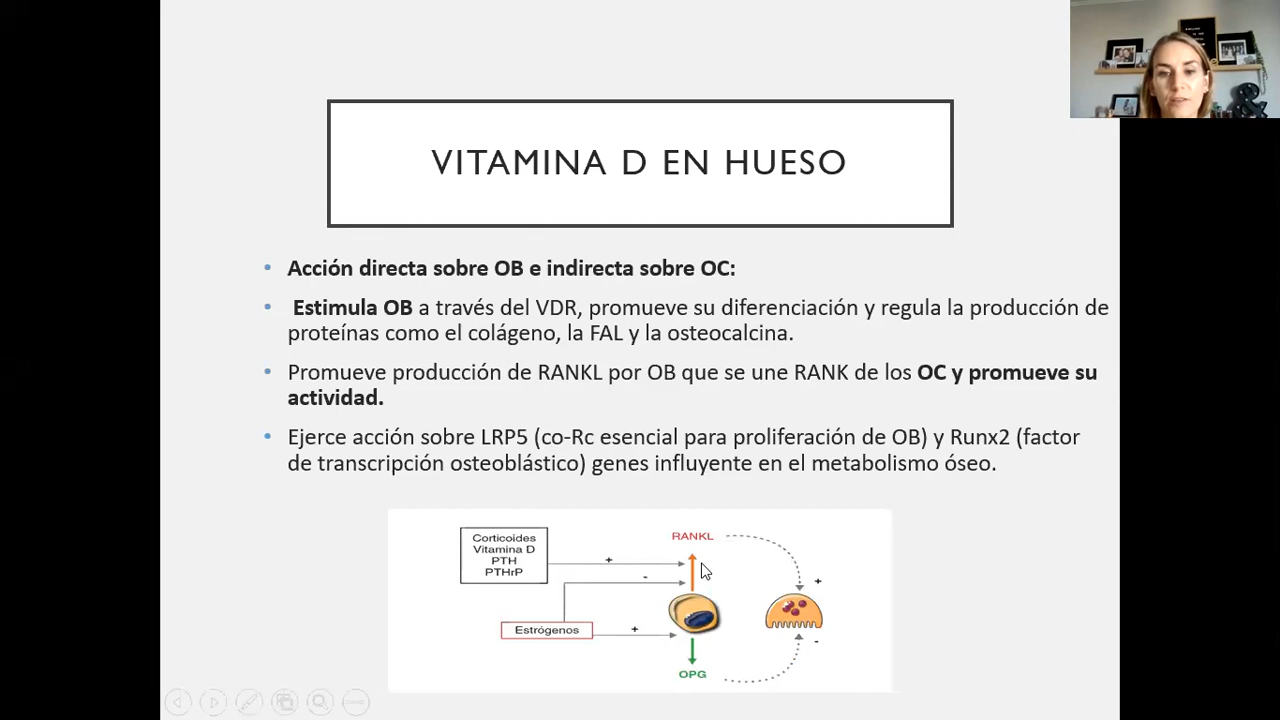 VITAMINA D EN HUESO
• Acción directa sobre OB e indirecta sobre OC:
• Estimula OB a través del VDR, promueve su diferenciación y regula la producción de
proteínas como el colágeno, la FAL y la osteocalcina.
• Promueve producción de RANKL por OB que se une RANK de los OC y promueve su
actividad.
• Ejerce acción sobre LRP5 (co-Rc esencial para proliferación de OB) y Runx2 (factor
de transcripción osteoblástico) genes influyente en el metabolismo óseo.
Corticoides
Vitamina D
PTH
PTHrP
+
-
RANKL
+
Estrógenos
+
-
OPG
&